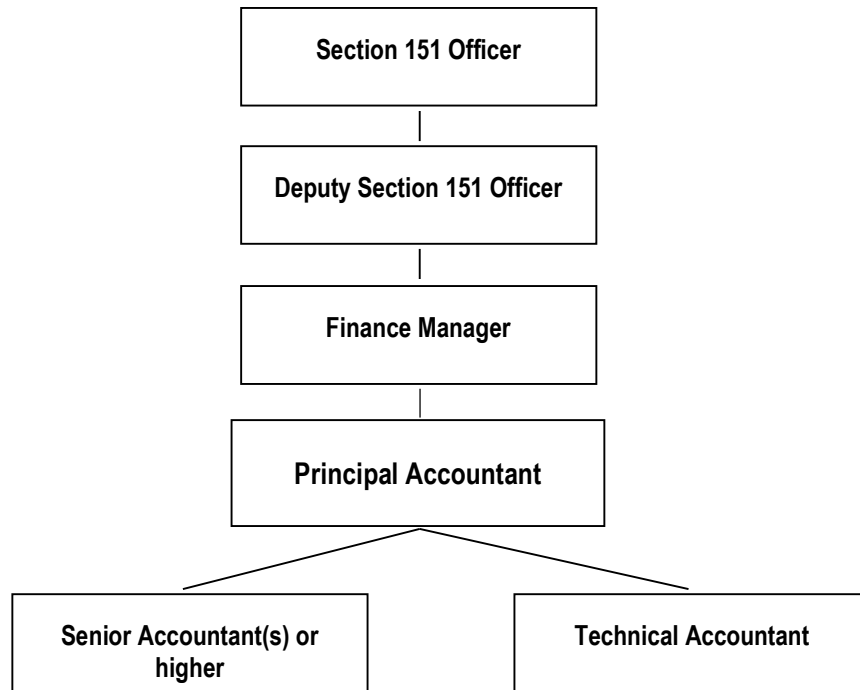 Section 151 Officer
Deputy Section 151 Officer
Finance Manager
Principal Accountant
Senior Accountant(s) or
higher
Technical Accountant